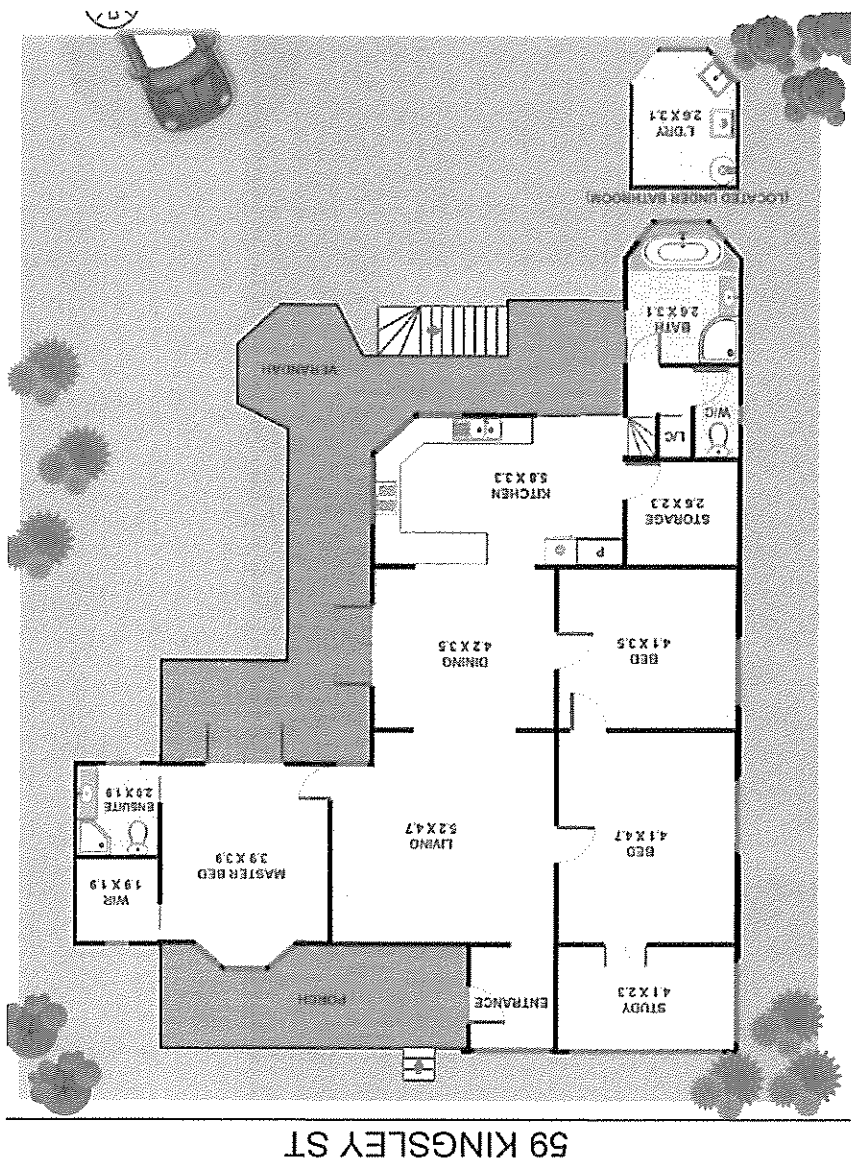 59 KINGSLEY ST
STUDY
4.1 X 2.3
ENTRANCE
PORCH
BED
4.1 X 4.7
LIVING
5.2 X 4.7
MASTER BED
3.9 X 3.9
WIR
1.9 X 1.9
ENSUITE
2.0 X 1.9
BED
4.1 X 3.5
DINING
4.2 X 3.5
STORAGE
2.6 X 2.3
P
KITCHEN
5.8 X 3.3
W/C
L/C
BATH
2.6 X 3.1
VERANDAH
(LOCATED UNDER BATHROOM)
L'DRY
2.6 X 3.1